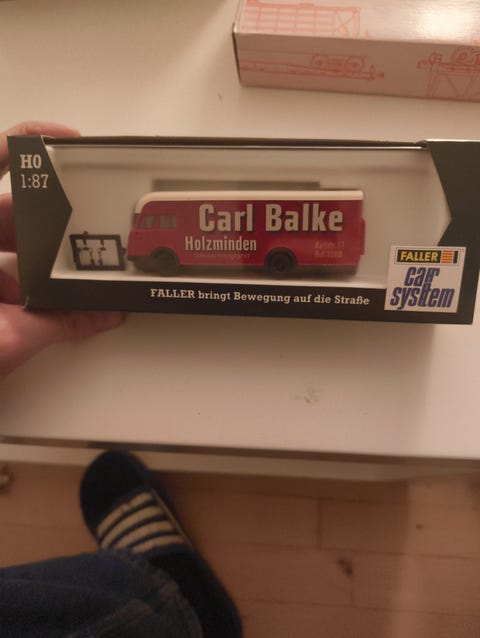 H0
1:87
Carl Balke
Holzminden
FALLER
car
system
FALLER bringt Bewegung auf die Straße